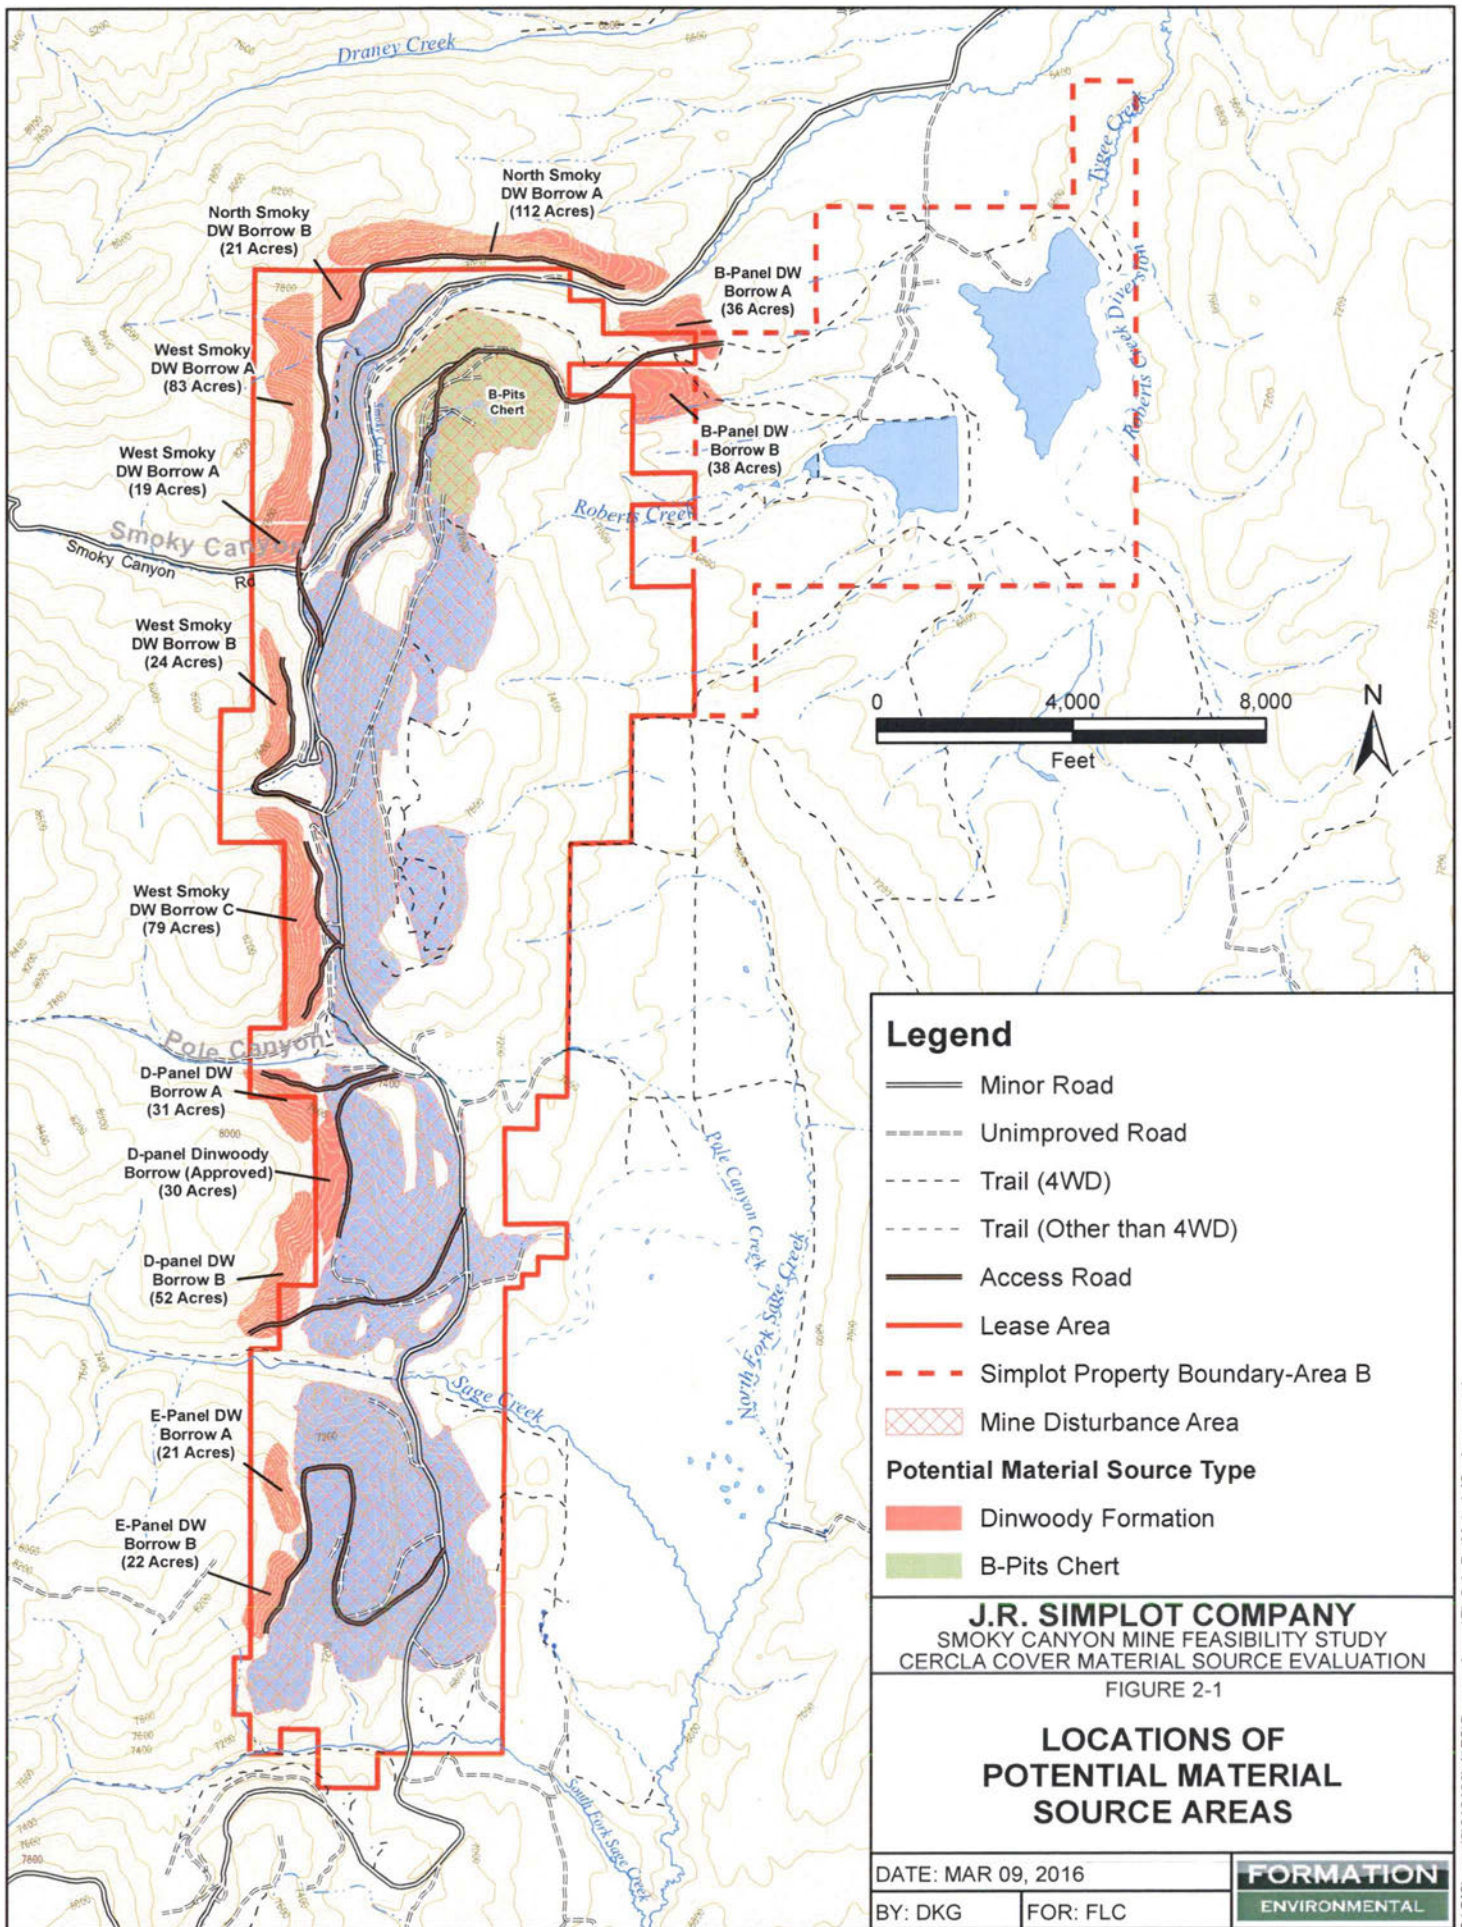 Draney Creek
Tygee Creek
North Smoky
DW Borrow A
(112 Acres)
North Smoky
DW Borrow B
(21 Acres)
B-Panel DW
Borrow A
(36 Acres)
Roberts Creek Diversion
West Smoky
DW Borrow A
(83 Acres)
B-Pits
Chert
Smoky Creek
B-Panel DW
Borrow B
(38 Acres)
West Smoky
DW Borrow A
(19 Acres)
Roberts Creek
Smoky Canyon
Smoky Canyon Rd
West Smoky
DW Borrow B
(24 Acres)
0 4,000 8,000
Feet
N
West Smoky
DW Borrow C
(79 Acres)
Pole Canyon
D-Panel DW
Borrow A
(31 Acres)
D-panel Dinwoody
Borrow (Approved)
(30 Acres)
Pole Canyon Creek
North Fork Sage Creek
D-panel DW
Borrow B
(52 Acres)
Sage Creek
E-Panel DW
Borrow A
(21 Acres)
E-Panel DW
Borrow B
(22 Acres)
South Fork Sage Creek
Legend
Minor Road
Unimproved Road
Trail (4WD)
Trail (Other than 4WD)
Access Road
Lease Area
Simplot Property Boundary-Area B
Mine Disturbance Area
Potential Material Source Type
Dinwoody Formation
B-Pits Chert
J.R. SIMPLOT COMPANY
SMOKY CANYON MINE FEASIBILITY STUDY
CERCLA COVER MATERIAL SOURCE EVALUATION
FIGURE 2-1
LOCATIONS OF
POTENTIAL MATERIAL
SOURCE AREAS
DATE: MAR 09, 2016
BY: DKG
FOR: FLC
FORMATION
ENVIRONMENTAL